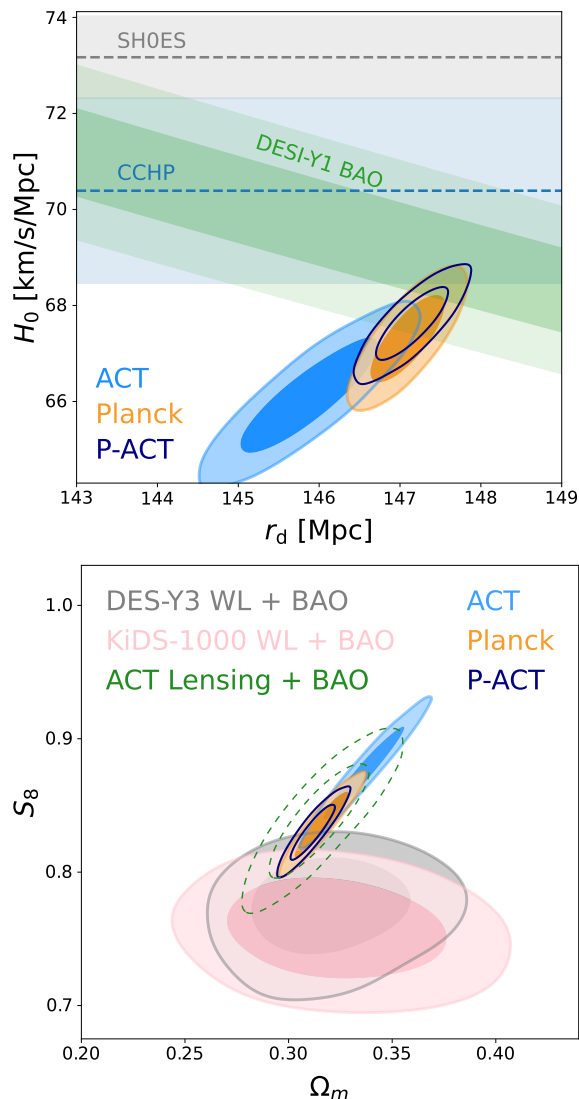 74
SH0ES
72
DESI-Y1 BAO
CCHP
70
H₀ [km/s/Mpc]
68
ACT
66
Planck
P-ACT
143 144 145 146 147 148 149
r_d [Mpc]
DES-Y3 WL + BAO ACT
1.0
KiDS-1000 WL + BAO Planck
ACT Lensing + BAO P-ACT
0.9
S₈
0.8
0.7
0.20 0.25 0.30 0.35 0.40
Ω_m